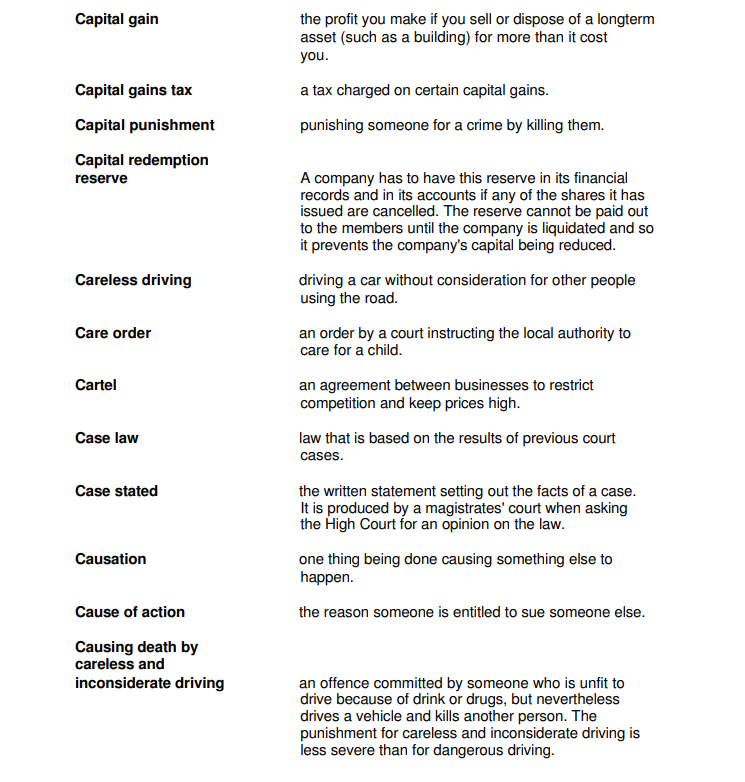 Capital gain the profit you make if you sell or dispose of a longterm
asset (such as a building) for more than it cost
you.
Capital gains tax a tax charged on certain capital gains.
Capital punishment punishing someone for a crime by killing them.
Capital redemption
reserve A company has to have this reserve in its financial
records and in its accounts if any of the shares it has
issued are cancelled. The reserve cannot be paid out
to the members until the company is liquidated and so
it prevents the company's capital being reduced.
Careless driving driving a car without consideration for other people
using the road.
Care order an order by a court instructing the local authority to
care for a child.
Cartel an agreement between businesses to restrict
competition and keep prices high.
Case law law that is based on the results of previous court
cases.
Case stated the written statement setting out the facts of a case.
It is produced by a magistrates' court when asking
the High Court for an opinion on the law.
Causation one thing being done causing something else to
happen.
Cause of action the reason someone is entitled to sue someone else.
Causing death by
careless and
inconsiderate driving an offence committed by someone who is unfit to
drive because of drink or drugs, but nevertheless
drives a vehicle and kills another person. The
punishment for careless and inconsiderate driving is
less severe than for dangerous driving.